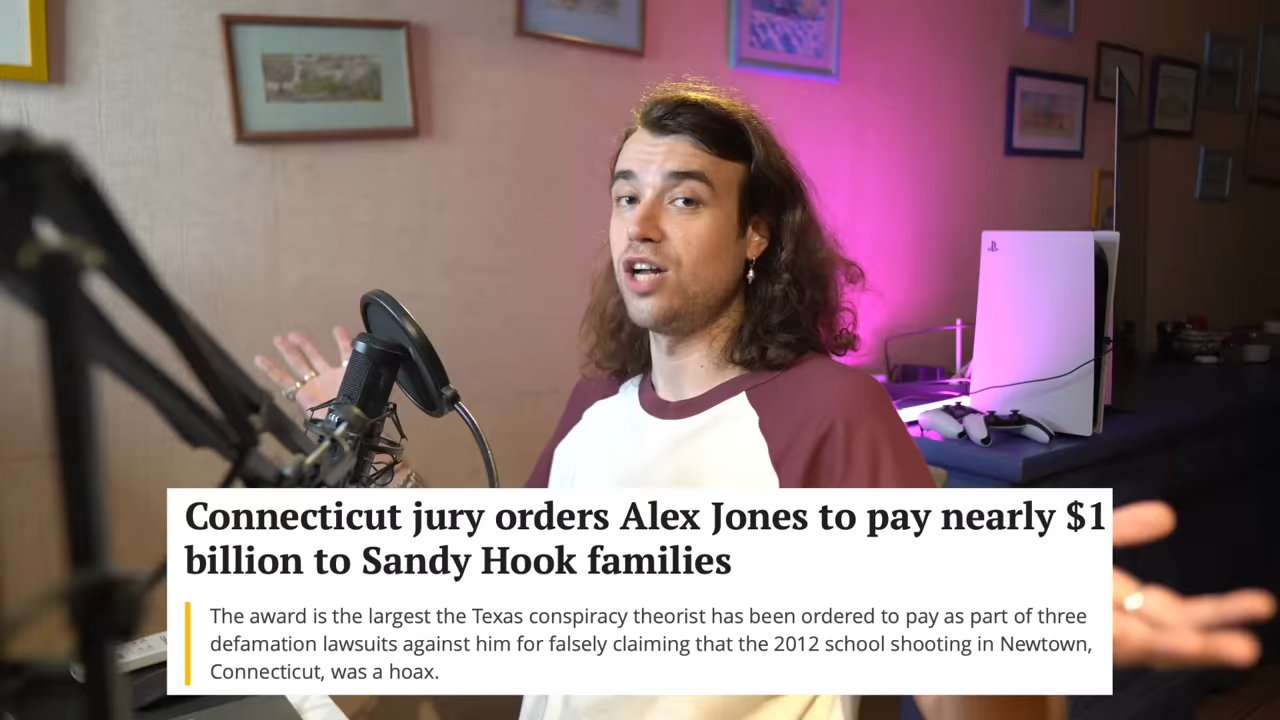 Connecticut jury orders Alex Jones to pay nearly $1
billion to Sandy Hook families
The award is the largest the Texas conspiracy theorist has been ordered to pay as part of three
defamation lawsuits against him for falsely claiming that the 2012 school shooting in Newtown,
Connecticut, was a hoax.